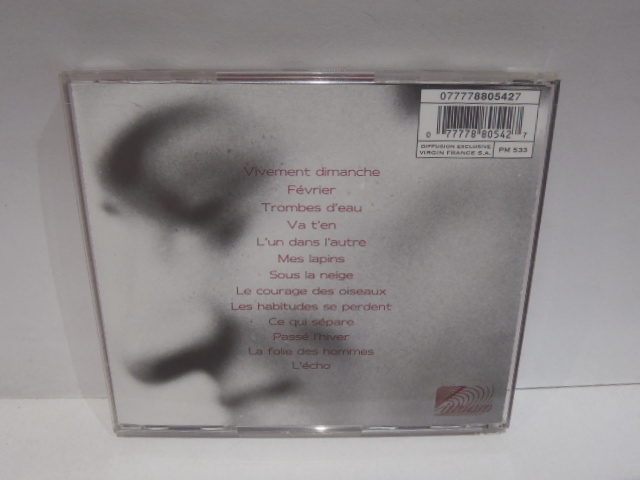 077778805427
0 77778 80542 7
DIFFUSION EXCLUSIVE
VIRGIN FRANCE S.A.
PM 533
Vivement dimanche
Février
Trombes d'eau
Va t'en
L'un dans l'autre
Mes lapins
Sous la neige
Le courage des oiseaux
Les habitudes se perdent
Ce qui sépare
Passe l'hiver
La folie des hommes
L'écho